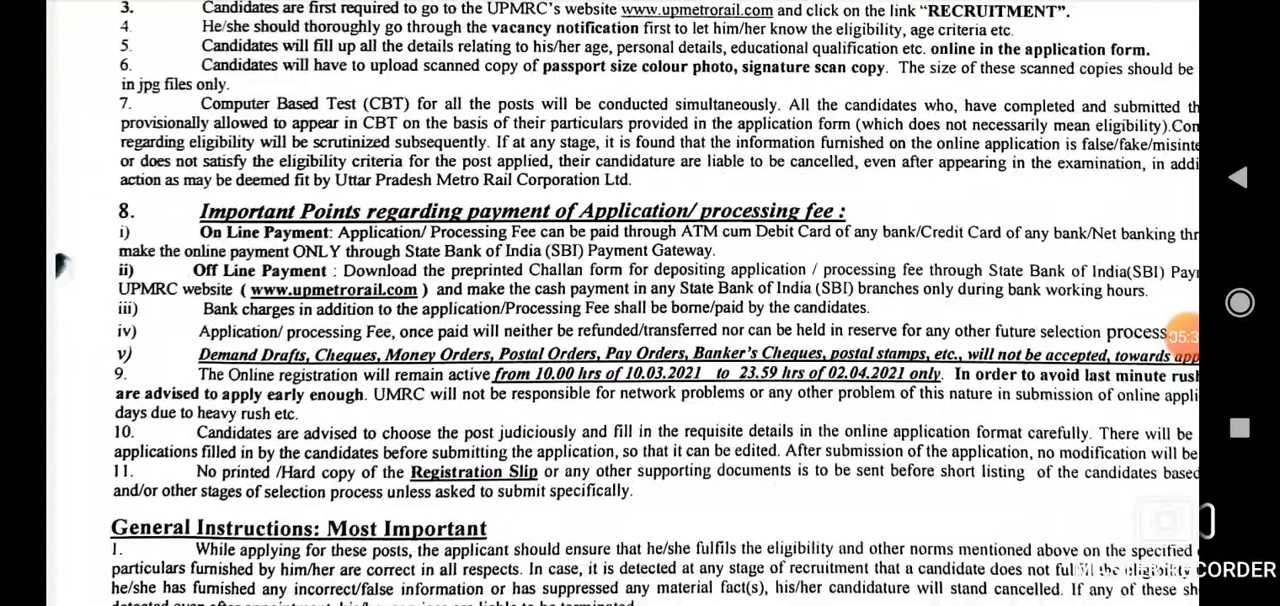 3. Candidates are first required to go to the UPMRC's website www.upmetrorail.com and click on the link "RECRUITMENT".
4. He/she should thoroughly go through the vacancy notification first to let him/her know the eligibility, age criteria etc.
5. Candidates will fill up all the details relating to his/her age, personal details, educational qualification etc. online in the application form.
6. Candidates will have to upload scanned copy of passport size colour photo, signature scan copy. The size of these scanned copies should be
in jpg files only.
7. Computer Based Test (CBT) for all the posts will be conducted simultaneously. All the candidates who, have completed and submitted th
provisionally allowed to appear in CBT on the basis of their particulars provided in the application form (which does not necessarily mean eligibility).Con
regarding eligibility will be scrutinized subsequently. If at any stage, it is found that the information furnished on the online application is false/fake/misinte
or does not satisfy the eligibility criteria for the post applied, their candidature are liable to be cancelled, even after appearing in the examination, in addi
action as may be deemed fit by Uttar Pradesh Metro Rail Corporation Ltd.
8. Important Points regarding payment of Application/ processing fee :
i) On Line Payment: Application/ Processing Fee can be paid through ATM cum Debit Card of any bank/Credit Card of any bank/Net banking thr
make the online payment ONLY through State Bank of India (SBI) Payment Gateway.
ii) Off Line Payment : Download the preprinted Challan form for depositing application / processing fee through State Bank of India(SBI) Payı
UPMRC website ( www.upmetrorail.com ) and make the cash payment in any State Bank of India (SBI) branches only during bank working hours.
iii) Bank charges in addition to the application/Processing Fee shall be borne/paid by the candidates.
iv) Application/ processing Fee, once paid will neither be refunded/transferred nor can be held in reserve for any other future selection process
05:3
v) Demand Drafts, Cheques, Money Orders, Postal Orders, Pay Orders, Banker's Cheques, postal stamps, etc., will not be accepted, towards app
9. The Online registration will remain active from 10.00 hrs of 10.03.2021 to 23.59 hrs of 02.04.2021 only. In order to avoid last minute rush
are advised to apply early enough. UMRC will not be responsible for network problems or any other problem of this nature in submission of online appli
days due to heavy rush etc.
10. Candidates are advised to choose the post judiciously and fill in the requisite details in the online application format carefully. There will be
applications filled in by the candidates before submitting the application, so that it can be edited. After submission of the application, no modification will be
11. No printed /Hard copy of the Registration Slip or any other supporting documents is to be sent before short listing of the candidates based
and/or other stages of selection process unless asked to submit specifically.
General Instructions: Most Important
1. While applying for these posts, the applicant should ensure that he/she fulfils the eligibility and other norms mentioned above on the specified
particulars furnished by him/her are correct in all respects. In case, it is detected at any stage of recruitment that a candidate does not fulfil the eligibility
he/she has furnished any incorrect/false information or has suppressed any material fact(s), his/her candidature will stand cancelled. If any of these sh